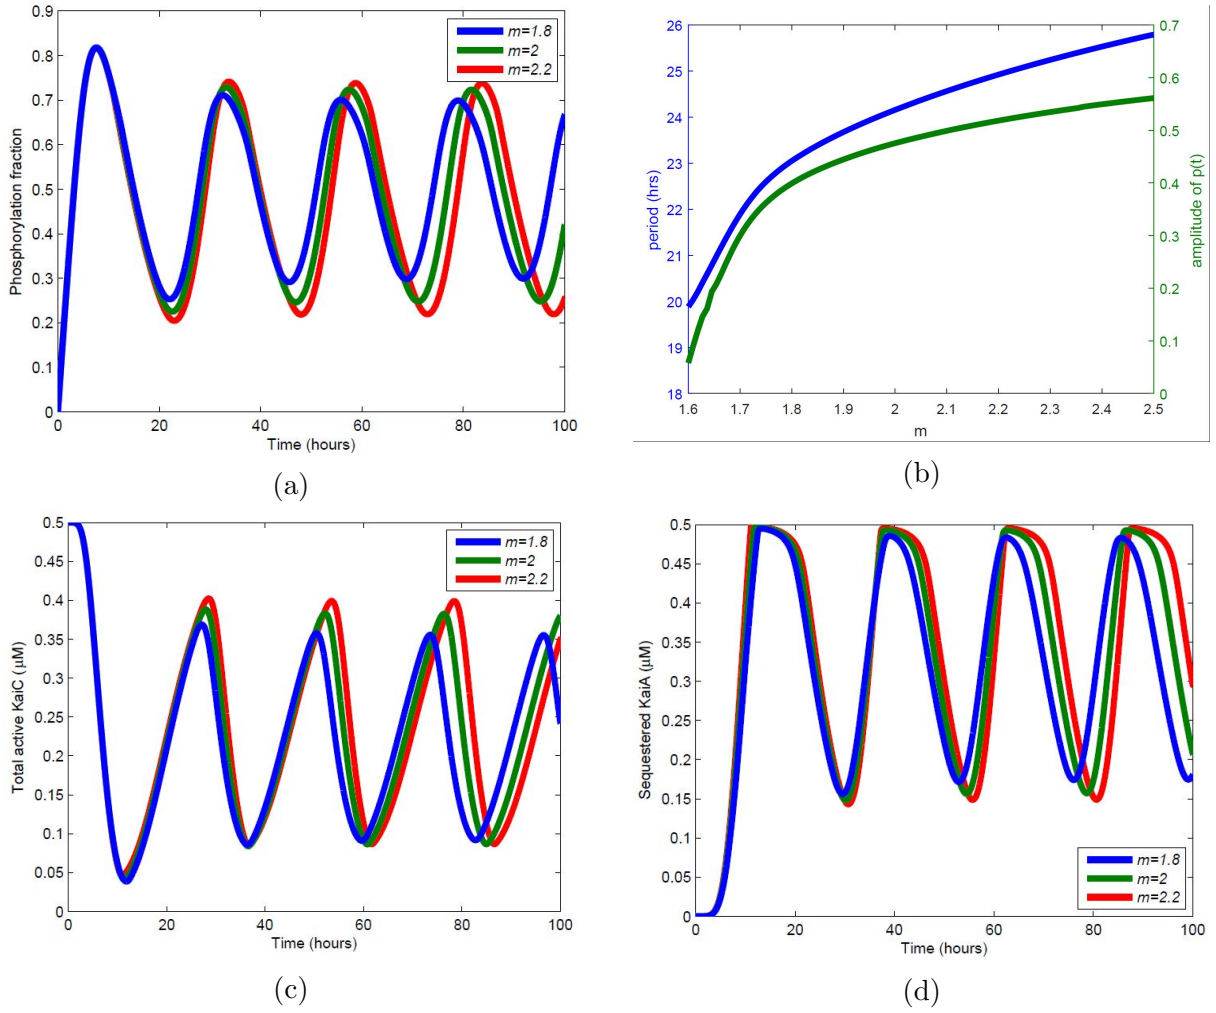 0.9
0.8
0.7
0.6
0.5
0.4
0.3
0.2
0.1
0
Phosphorylation fraction
m=1.8
m=2
m=2.2
0 20 40 60 80 100
Time (hours)
(a)
26
25
24
23
22
21
20
19
18
period (hrs)
0.7
0.6
0.5
0.4
0.3
0.2
0.1
0
amplitude of p(t)
1.6 1.7 1.8 1.9 2 2.1 2.2 2.3 2.4 2.5
m
(b)
0.5
0.45
0.4
0.35
0.3
0.25
0.2
0.15
0.1
0.05
0
Total active KaiC (μM)
m=1.8
m=2
m=2.2
0 20 40 60 80 100
Time (hours)
(c)
0.5
0.45
0.4
0.35
0.3
0.25
0.2
0.15
0.1
0.05
0
Sequestered KaiA (μM)
m=1.8
m=2
m=2.2
0 20 40 60 80 100
Time (hours)
(d)